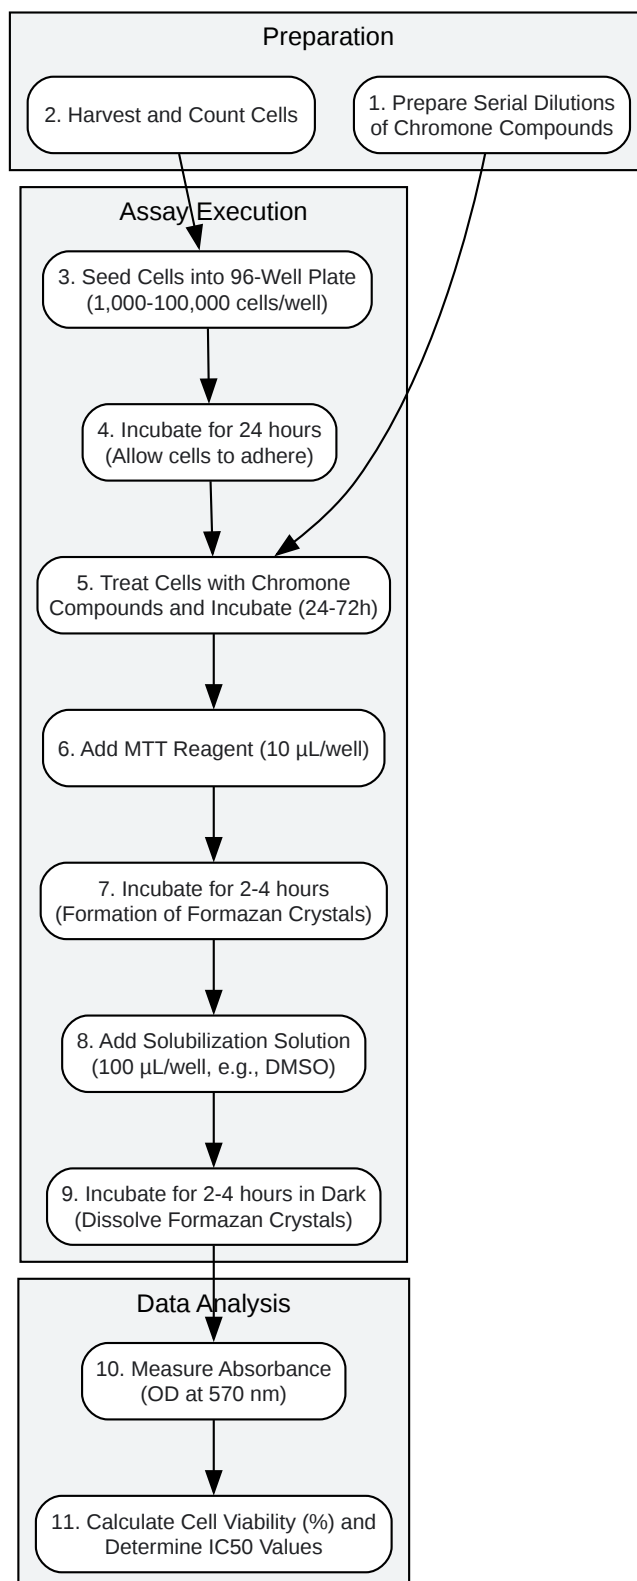 Preparation
2. Harvest and Count Cells
1. Prepare Serial Dilutions
of Chromone Compounds
Assay Execution
3. Seed Cells into 96-Well Plate
(1,000-100,000 cells/well)
4. Incubate for 24 hours
(Allow cells to adhere)
5. Treat Cells with Chromone
Compounds and Incubate (24-72h)
6. Add MTT Reagent (10 µL/well)
7. Incubate for 2-4 hours
(Formation of Formazan Crystals)
8. Add Solubilization Solution
(100 µL/well, e.g., DMSO)
9. Incubate for 2-4 hours in Dark
(Dissolve Formazan Crystals)
Data Analysis
10. Measure Absorbance
(OD at 570 nm)
11. Calculate Cell Viability (%) and
Determine IC50 Values